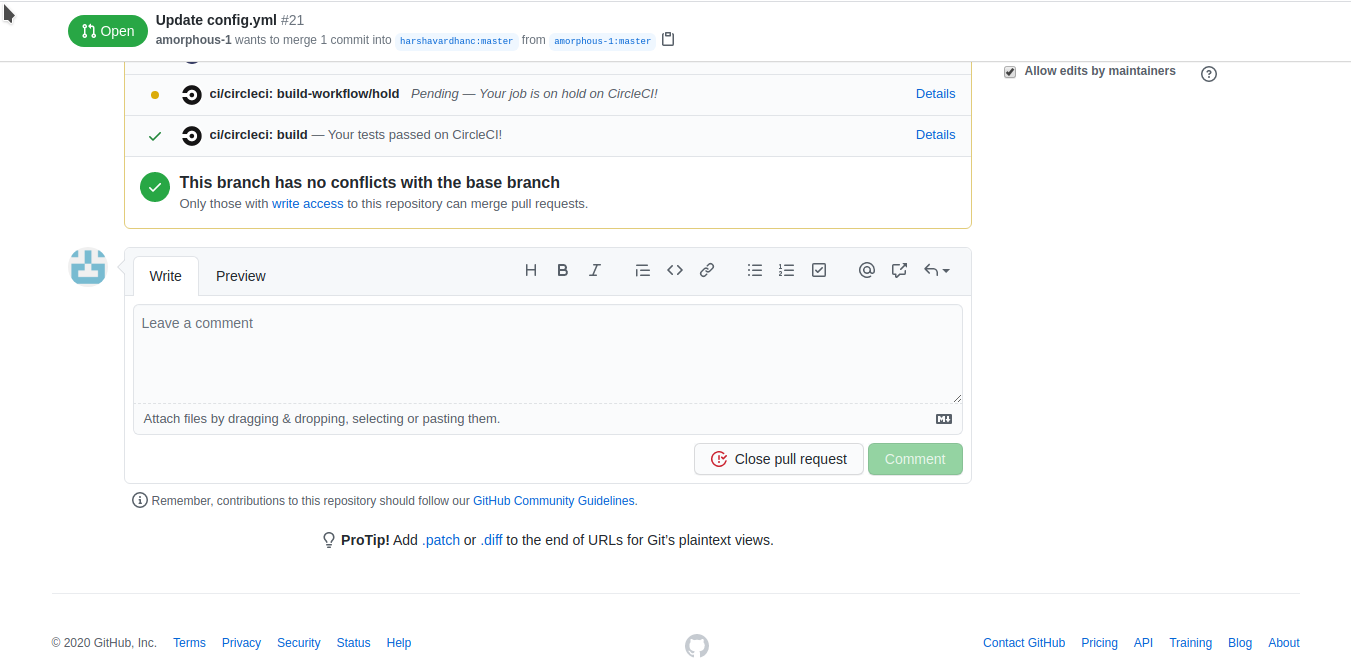 Open
Update config.yml #21
amorphous-1 wants to merge 1 commit into harshavardhanc:master from amorphous-1:master
Allow edits by maintainers
ci/circleci: build-workflow/hold Pending — Your job is on hold on CircleCI! Details
ci/circleci: build — Your tests passed on CircleCI! Details
This branch has no conflicts with the base branch
Only those with write access to this repository can merge pull requests.
Write Preview
Leave a comment
Attach files by dragging & dropping, selecting or pasting them.
Close pull request Comment
Remember, contributions to this repository should follow our GitHub Community Guidelines.
ProTip! Add .patch or .diff to the end of URLs for Git's plaintext views.
© 2020 GitHub, Inc. Terms Privacy Security Status Help Contact GitHub Pricing API Training Blog About